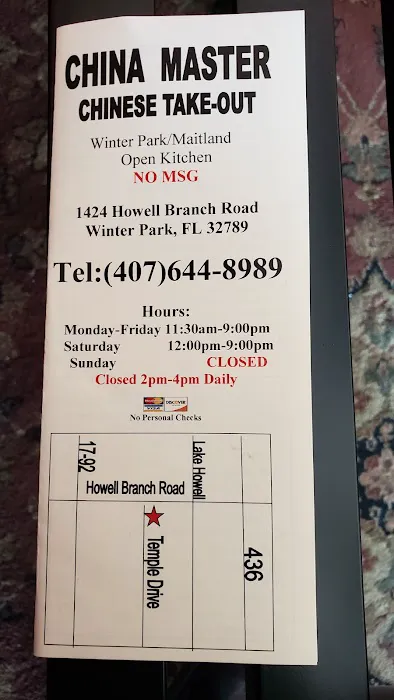 CHINA MASTER
CHINESE TAKE-OUT
Winter Park/Maitland
Open Kitchen
NO MSG
1424 Howell Branch Road
Winter Park, FL 32789
Tel:(407)644-8989
Hours:
Monday-Friday 11:30am-9:00pm
Saturday 12:00pm-9:00pm
Sunday CLOSED
Closed 2pm-4pm Daily
DISCOVER
No Personal Checks
17-92
Lake Howell
Howell Branch Road
Temple Drive
436